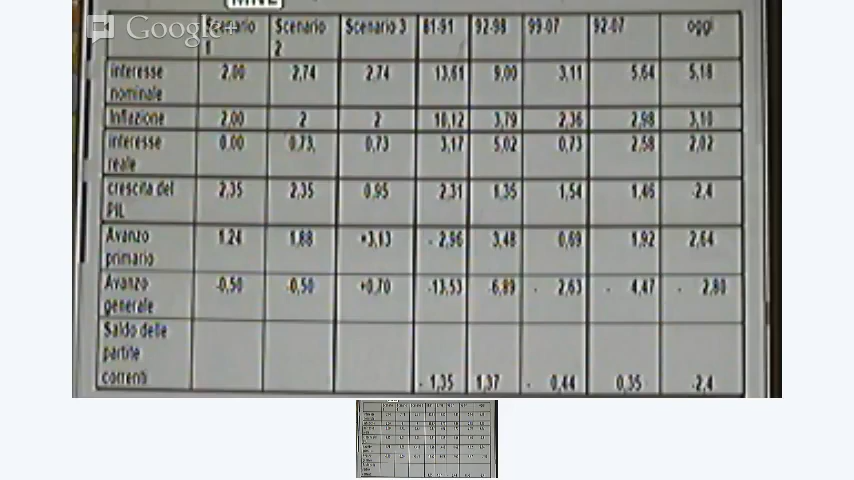 Google+
Scenario 1 Scenario 2 Scenario 3 81-91 92-98 99-07 92-07 oggi
interesse nominale 2,00 2,74 2,74 13,61 9,00 3,11 5,64 5,18
Inflazione 2,00 2 2 10,12 3,79 2,36 2,98 3,10
interesse reale 0,00 0,73, 0,73 3,17 5,02 0,73 2,58 2,02
crescita del PIL 2,35 2,35 0,95 2,31 1,35 1,54 1,46 -2,4
Avanzo primario 1,24 1,88 +3,13 - 2,96 3,48 0,69 1,92 2,64
Avanzo generale -0,50 -0,50 +0,70 -13,53 -6,89 - 2,63 - 4,47 - 2,80
Saldo delle partite correnti - 1,35 1,37 - 0,44 0,35 -2,4